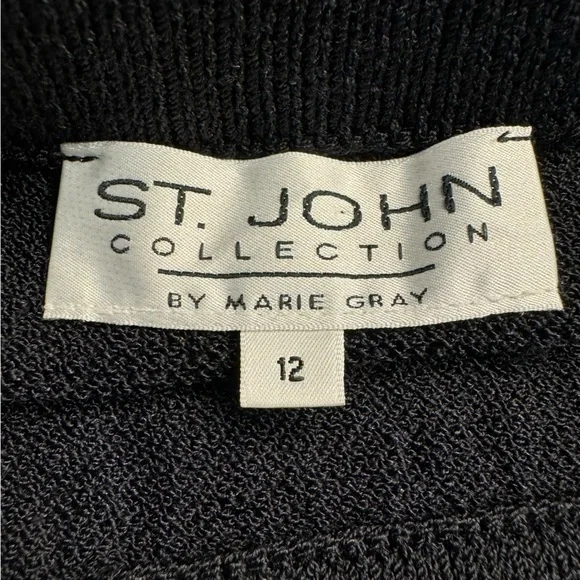 ST. JOHN
COLLECTION
BY MARIE GRAY
12